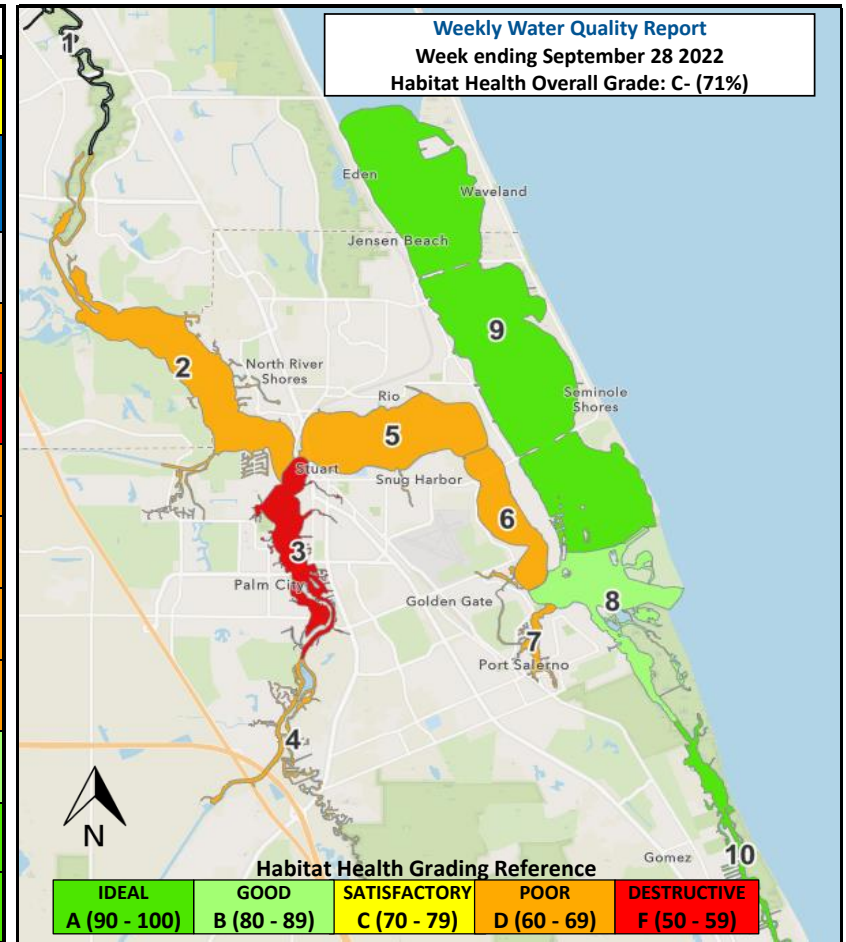 Weekly Water Quality Report
Week ending September 28 2022
Habitat Health Overall Grade: C- (71%)
1
Eden
Waveland
Jensen Beach
9
2
North River
Shores
Rio
Seminole
Shores
5
Stuart
Snug Harbor
6
3
Palm City
Golden Gate
8
7
Port Salerno
4
N
Gomez
10
Habitat Health Grading Reference
IDEAL GOOD SATISFACTORY POOR DESTRUCTIVE
A (90 - 100) B (80 - 89) C (70 - 79) D (60 - 69) F (50 - 59)